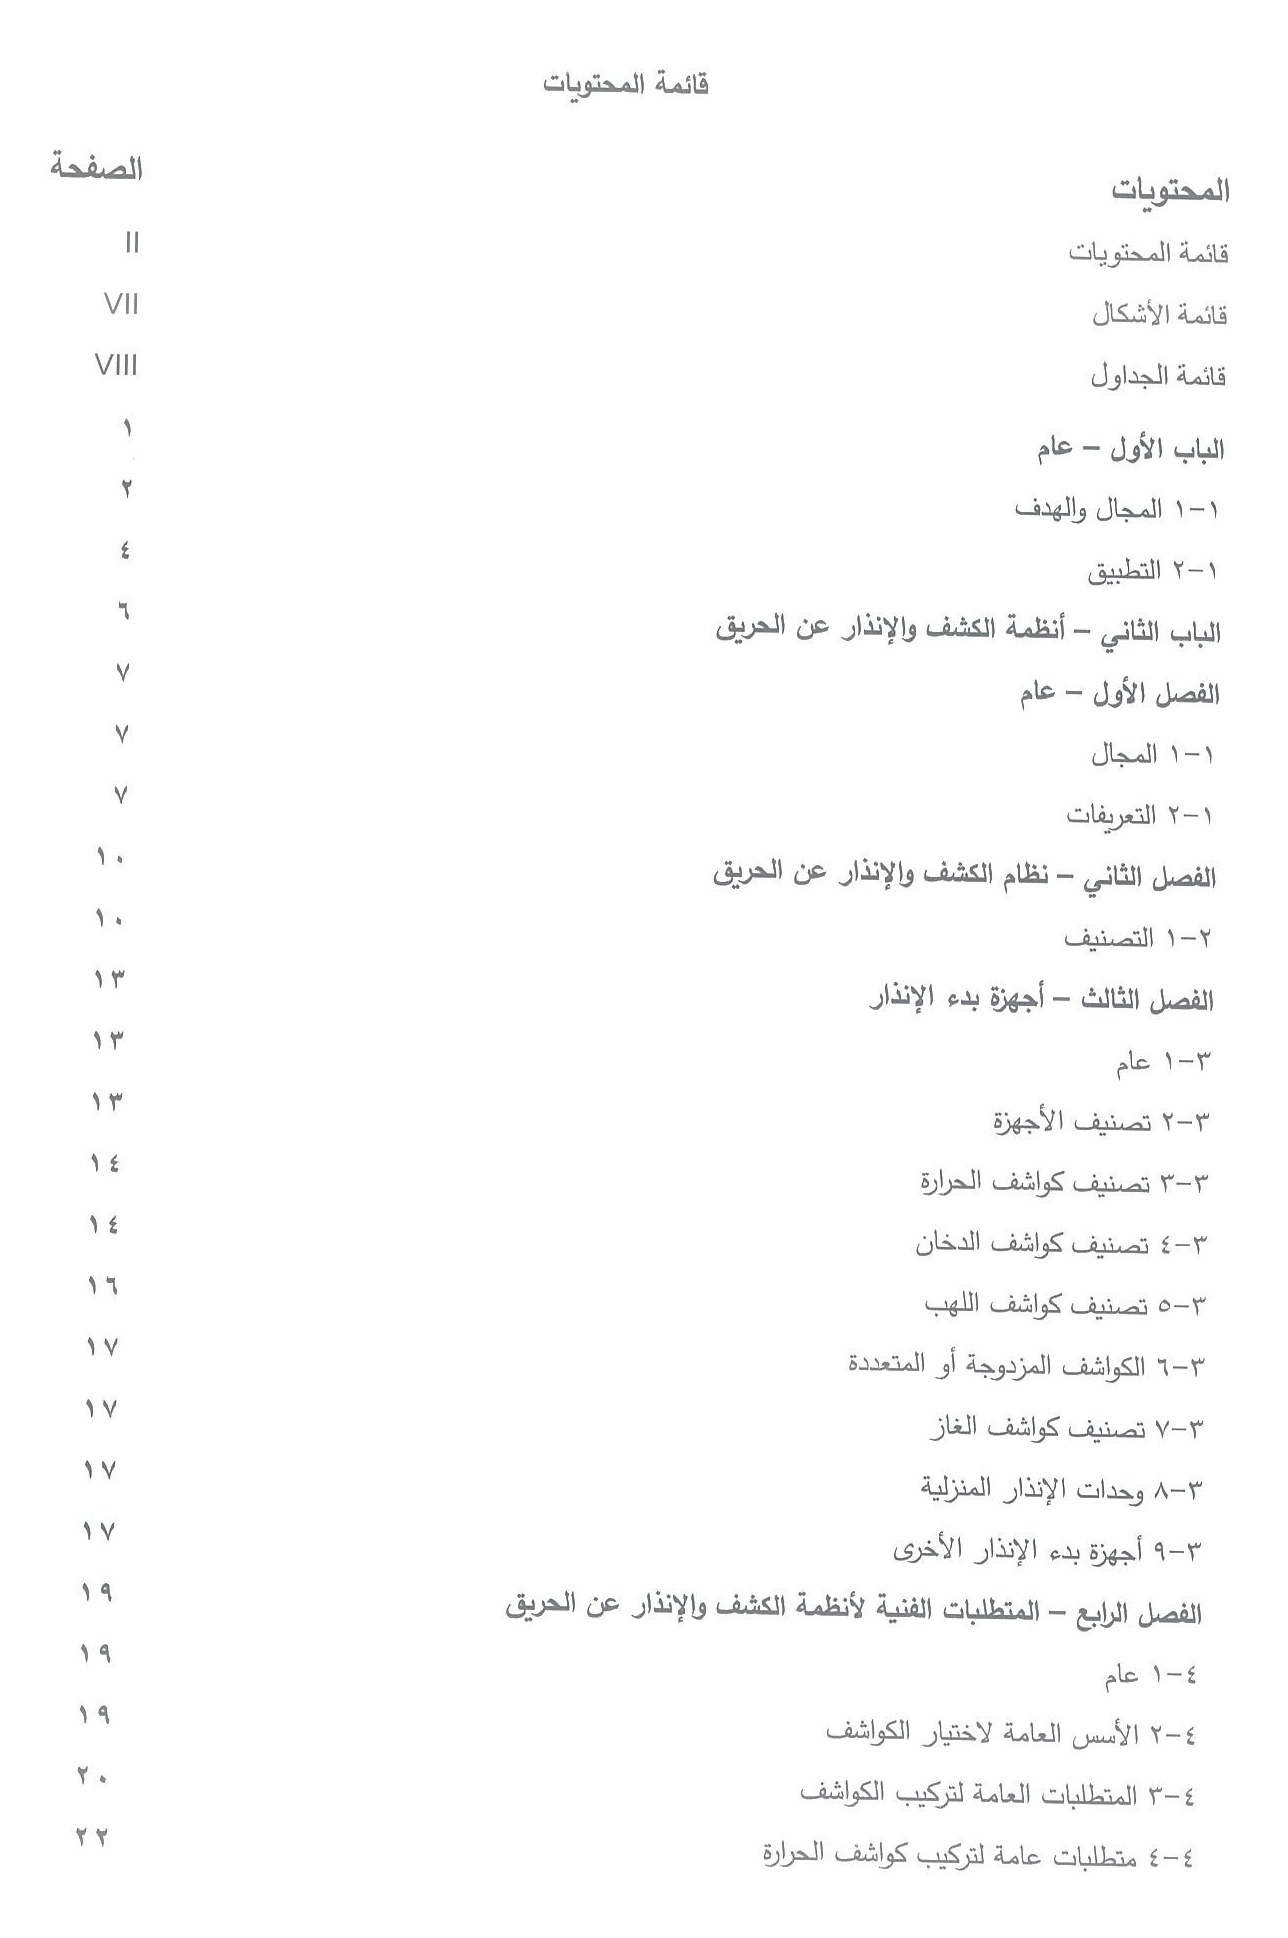 قائمة المحتويات
المحتويات الصفحة
قائمة المحتويات II
قائمة الأشكال VII
قائمة الجداول VIII
الباب الأول – عام ١
١-١ المجال والهدف ٢
١-٢ التطبيق ٤
الباب الثاني – أنظمة الكشف والإنذار عن الحريق ٦
الفصل الأول – عام ٧
١-١ المجال ٧
١-٢ التعريفات ٧
الفصل الثاني – نظام الكشف والإنذار عن الحريق ١٠
٢-١ التصنيف ١٠
الفصل الثالث – أجهزة بدء الإنذار ١٣
٣-١ عام ١٣
٣-٢ تصنيف الأجهزة ١٣
٣-٣ تصنيف كواشف الحرارة ١٤
٣-٤ تصنيف كواشف الدخان ١٤
٣-٥ تصنيف كواشف اللهب ١٦
٣-٦ الكواشف المزدوجة أو المتعددة ١٧
٣-٧ تصنيف كواشف الغاز ١٧
٣-٨ وحدات الإنذار المنزلية ١٧
٣-٩ أجهزة بدء الإنذار الأخرى ١٧
الفصل الرابع – المتطلبات الفنية لأنظمة الكشف والإنذار عن الحريق ١٩
٤-١ عام ١٩
٤-٢ الأسس العامة لاختيار الكواشف ١٩
٤-٣ المتطلبات العامة لتركيب الكواشف ٢٠
٤-٤ متطلبات عامة لتركيب كواشف الحرارة ٢٢